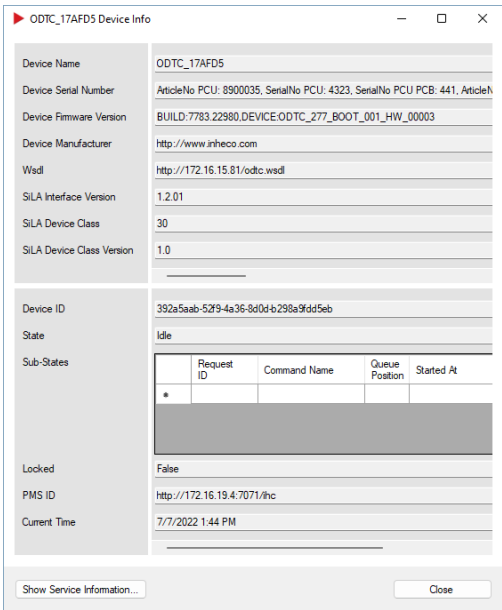 ODTC_17AFD5 Device Info
Device Name ODTC_17AFD5
Device Serial Number ArticleNo PCU: 8900035, SerialNo PCU: 4323, SerialNo PCU PCB: 441, ArticleN
Device Firmware Version BUILD:7783.22980,DEVICE:ODTC_277_BOOT_001_HW_00003
Device Manufacturer http://www.inheco.com
Wsdl http://172.16.15.81/odtc.wsdl
SiLA Interface Version 1.2.01
SiLA Device Class 30
SiLA Device Class Version 1.0
Device ID 392a5aab-52f9-4a36-8d0d-b298a9fdd5eb
State Idle
Sub-States
Request ID Command Name Queue Position Started At
*
Locked False
PMS ID http://172.16.19.4:7071/ihc
Current Time 7/7/2022 1:44 PM
Show Service Information... Close